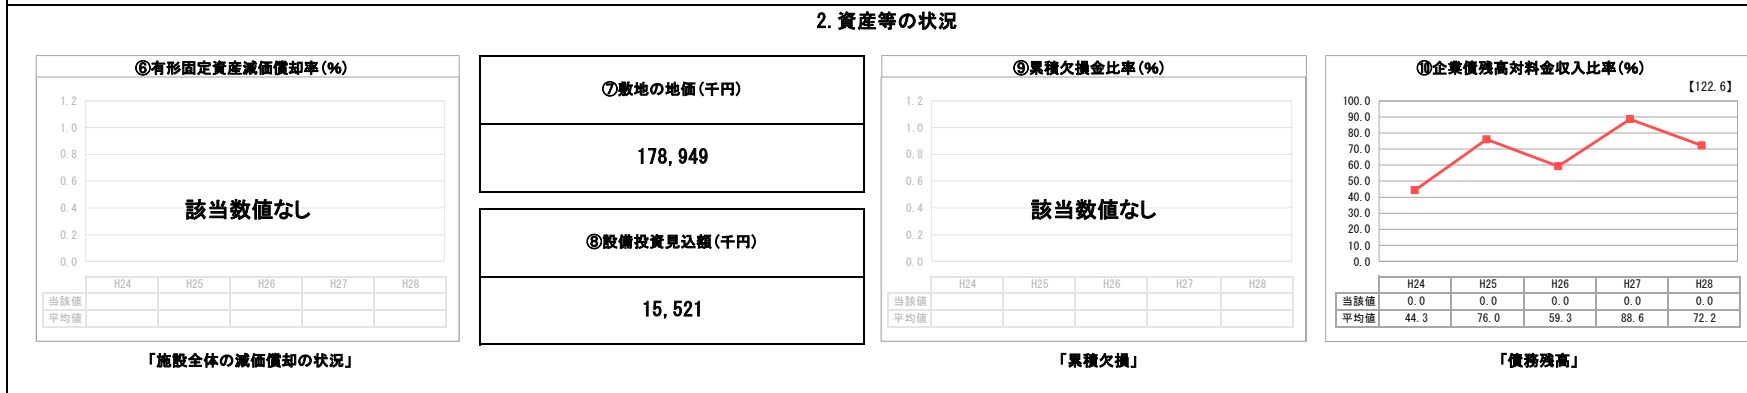 2.資産等の状況
⑥有形固定資産減価償却率(%)
1.2
1.0
0.8
0.6
0.4
0.2
0.0
該当数値なし
H24 H25 H26 H27 H28
当該値
平均値
「施設全体の減価償却の状況」
⑦敷地の地価(千円)
178,949
⑧設備投資見込額(千円)
15,521
⑨累積欠損金比率(%)
1.2
1.0
0.8
0.6
0.4
0.2
0.0
該当数値なし
H24 H25 H26 H27 H28
当該値
平均値
「累積欠損」
⑩企業債残高対料金収入比率(%)
【122.6】
100.0
90.0
80.0
70.0
60.0
50.0
40.0
30.0
20.0
10.0
0.0
H24 H25 H26 H27 H28
当該値 0.0 0.0 0.0 0.0 0.0
平均値 44.3 76.0 59.3 88.6 72.2
「債務残高」